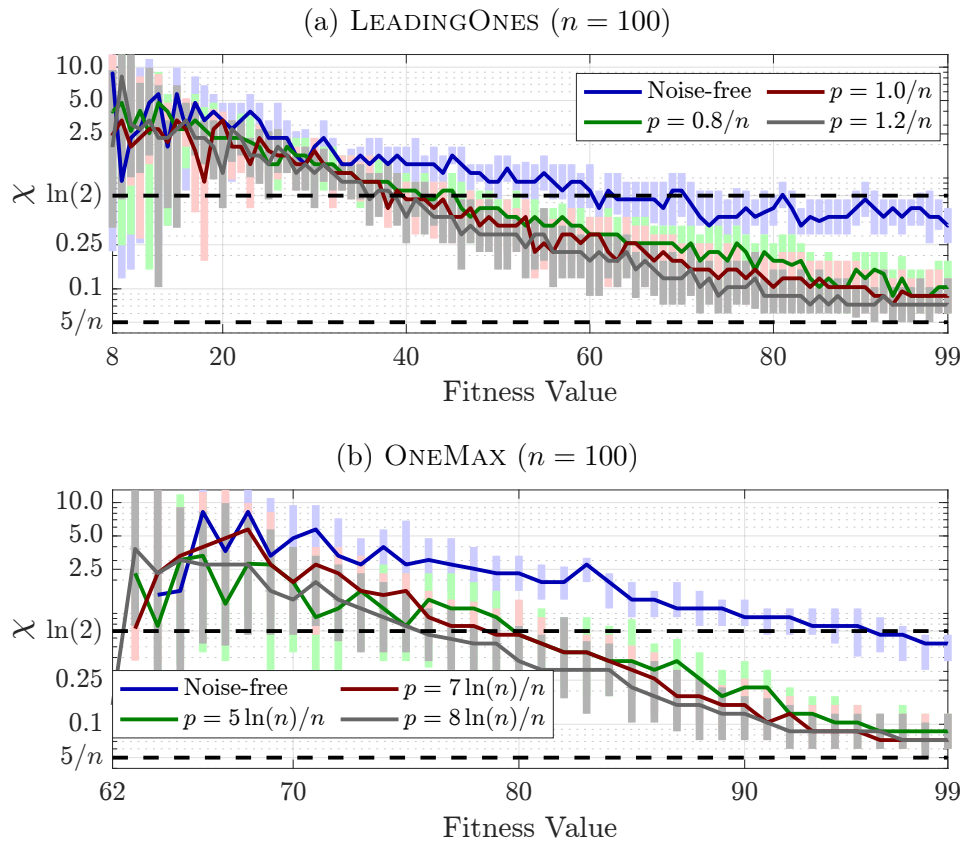 (a) LEADINGONES (n = 100)
10.0
5.0
2.5
χ ln(2)
0.25
0.1
5/n
Noise-free
p = 0.8/n
p = 1.0/n
p = 1.2/n
8 20 40 60 80 99
Fitness Value
(b) ONEMAX (n = 100)
10.0
5.0
2.5
χ ln(2)
0.25
0.1
5/n
Noise-free
p = 5 ln(n)/n
p = 7 ln(n)/n
p = 8 ln(n)/n
62 70 80 90 99
Fitness Value